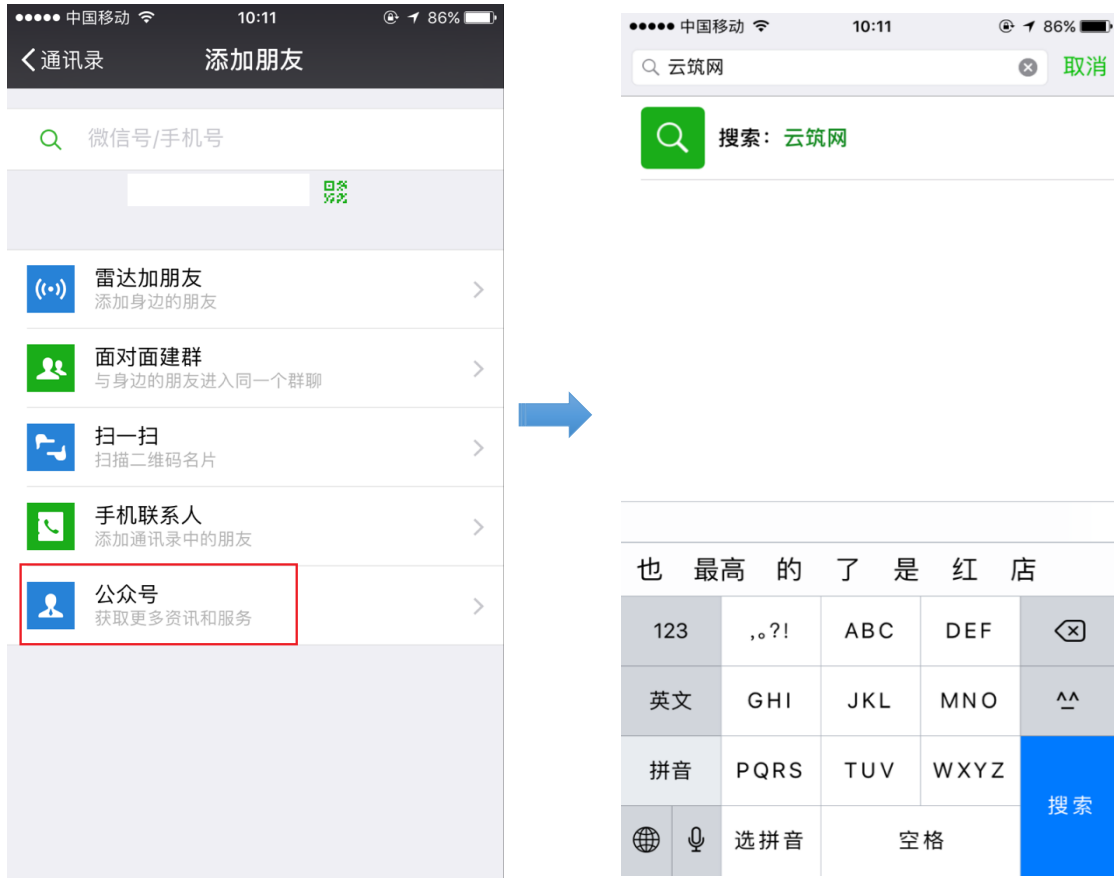 中国移动 10:11 86%
通讯录 添加朋友
微信号/手机号
雷达加朋友
添加身边的朋友
面对面建群
与身边的朋友进入同一个群聊
扫一扫
扫描二维码名片
手机联系人
添加通讯录中的朋友
公众号
获取更多资讯和服务
中国移动 10:11 86%
云筑网 取消
搜索：云筑网
也 最高 的 了 是 红 店
123 ,。?! ABC DEF
英文 GHI JKL MNO ^^
拼音 PQRS TUV WXYZ
搜索
选拼音 空格